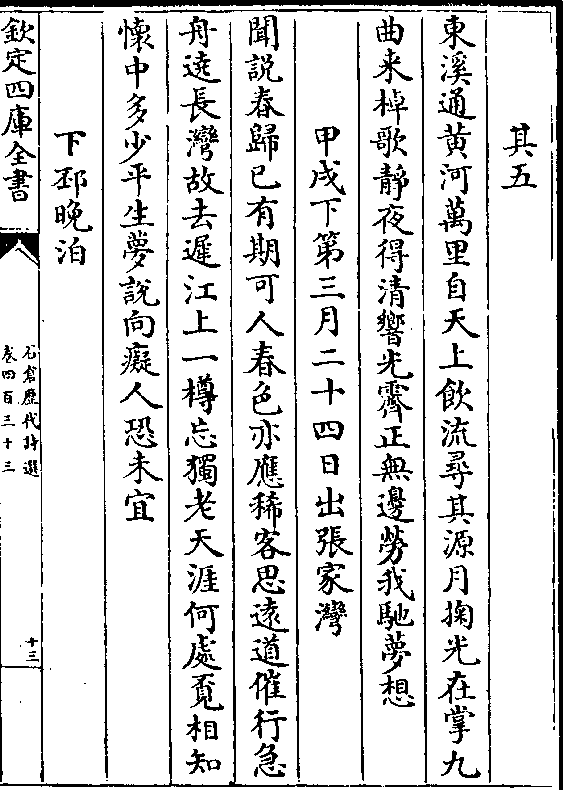 其五
東溪通黄河萬里自天上飲流尋其源月掬光在掌九
曲来棹歌靜夜得清響光霽正無邊勞我馳夢想
甲戌下第三月二十四日出張家灣
聞説春歸已有期可人春色亦應稀客思遠道催行急
舟遶長灣故去遲江上一樽忘獨老天涯何處覔相知
懷中多少平生夢説向癡人恐未宜
下邳晚泊
欽定四庫全書
石倉歷代詩選
卷四百三十三
十三